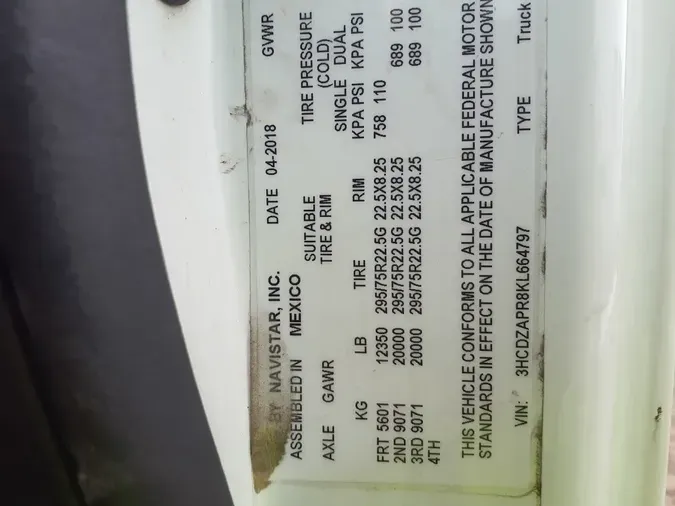 BY NAVISTAR, INC. DATE 04-2018 GVWR
ASSEMBLED IN MEXICO
SUITABLE TIRE PRESSURE
AXLE GAWR TIRE & RIM (COLD)
SINGLE DUAL
KG LB TIRE RIM KPA PSI KPA PSI
FRT 5601 12350 295/75R22.5G 22.5X8.25 758 110
2ND 9071 20000 295/75R22.5G 22.5X8.25 689 100
3RD 9071 20000 295/75R22.5G 22.5X8.25 689 100
4TH
THIS VEHICLE CONFORMS TO ALL APPLICABLE FEDERAL MOTOR
STANDARDS IN EFFECT ON THE DATE OF MANUFACTURE SHOWN
VIN: 3HCDZAPR8KL664797 TYPE Truck